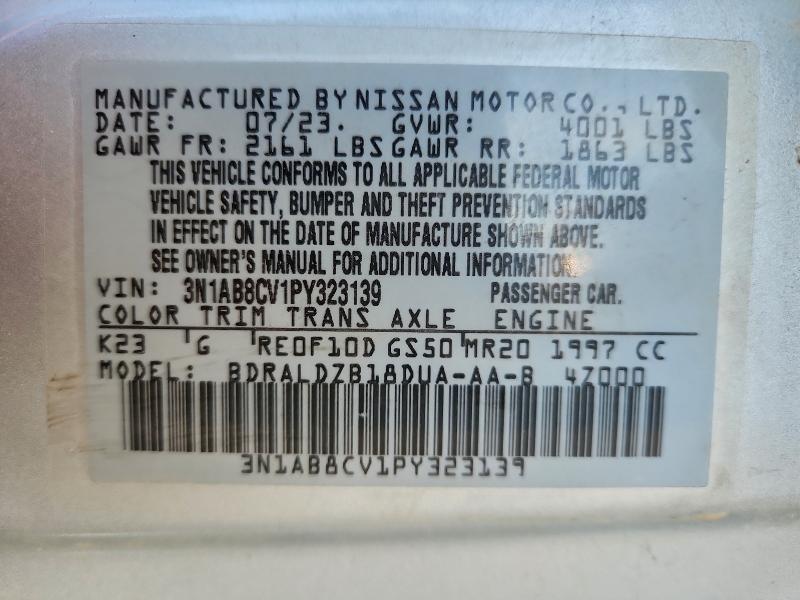 MANUFACTURED BY NISSAN MOTOR CO., LTD.
DATE: 07/23. GVWR: 4001 LBS
GAWR FR: 2161 LBS GAWR RR: 1863 LBS
THIS VEHICLE CONFORMS TO ALL APPLICABLE FEDERAL MOTOR
VEHICLE SAFETY, BUMPER AND THEFT PREVENTION STANDARDS
IN EFFECT ON THE DATE OF MANUFACTURE SHOWN ABOVE.
SEE OWNER'S MANUAL FOR ADDITIONAL INFORMATION.
VIN: 3N1AB8CV1PY323139 PASSENGER CAR.
COLOR TRIM TRANS AXLE ENGINE
K23 G RE0F10D GS50 MR20 1997 CC
MODEL: BDRALDZB18DUA-AA-B 4Z000
3N1AB8CV1PY323139